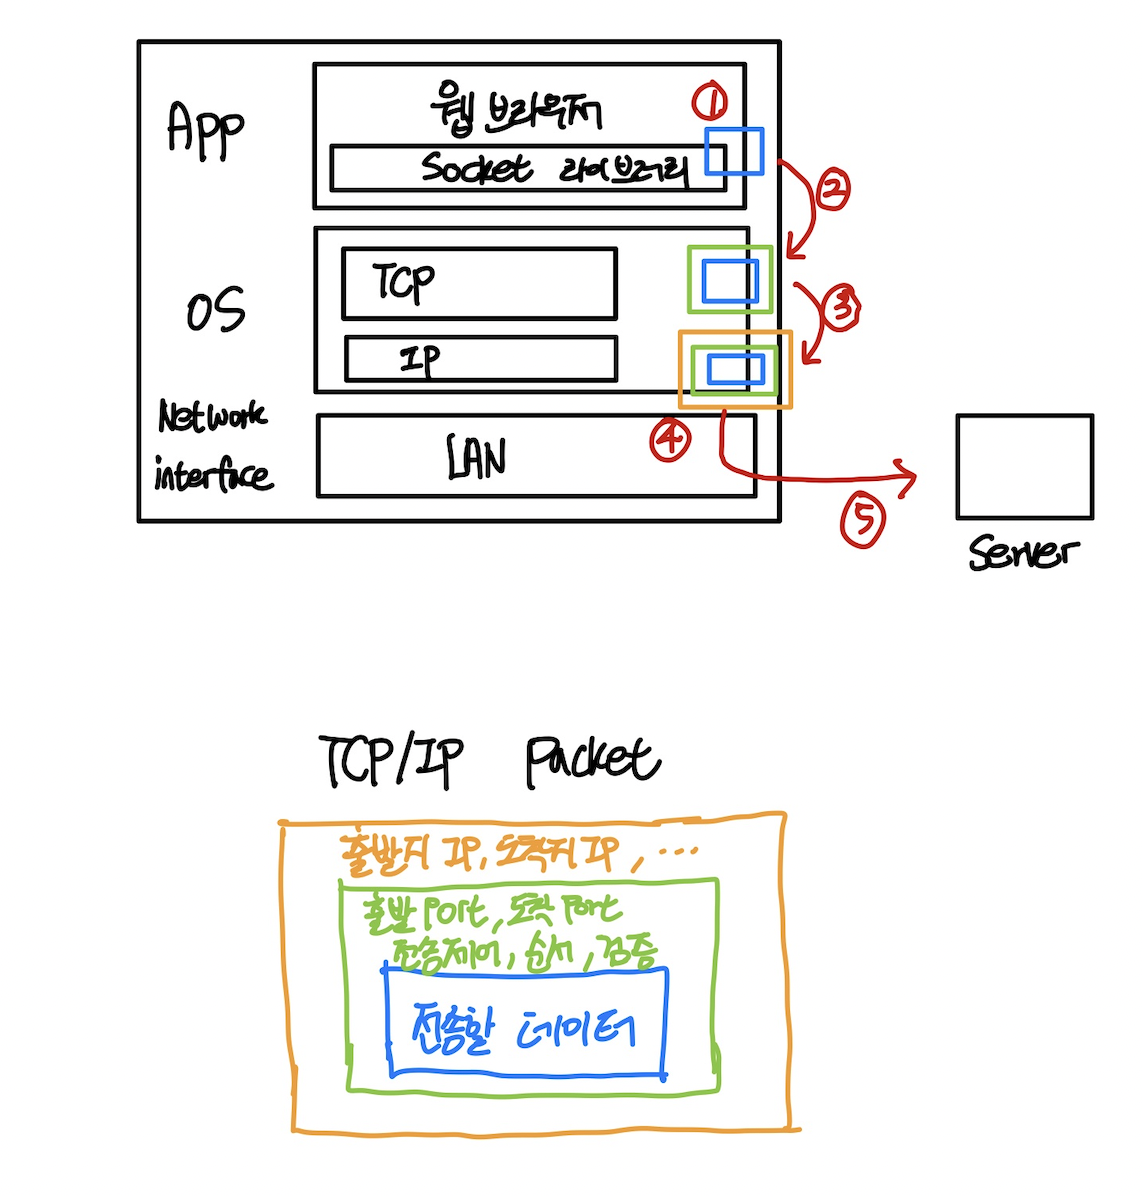 App
웹 브라우저
①
Socket 라이브러리
②
OS
TCP
③
IP
Network
interface
LAN
④
⑤
Server
TCP/IP Packet
출발지 IP, 도착지 IP, ...
출발 Port, 도착 Port
전송제어, 순서, 검증
전송할 데이터